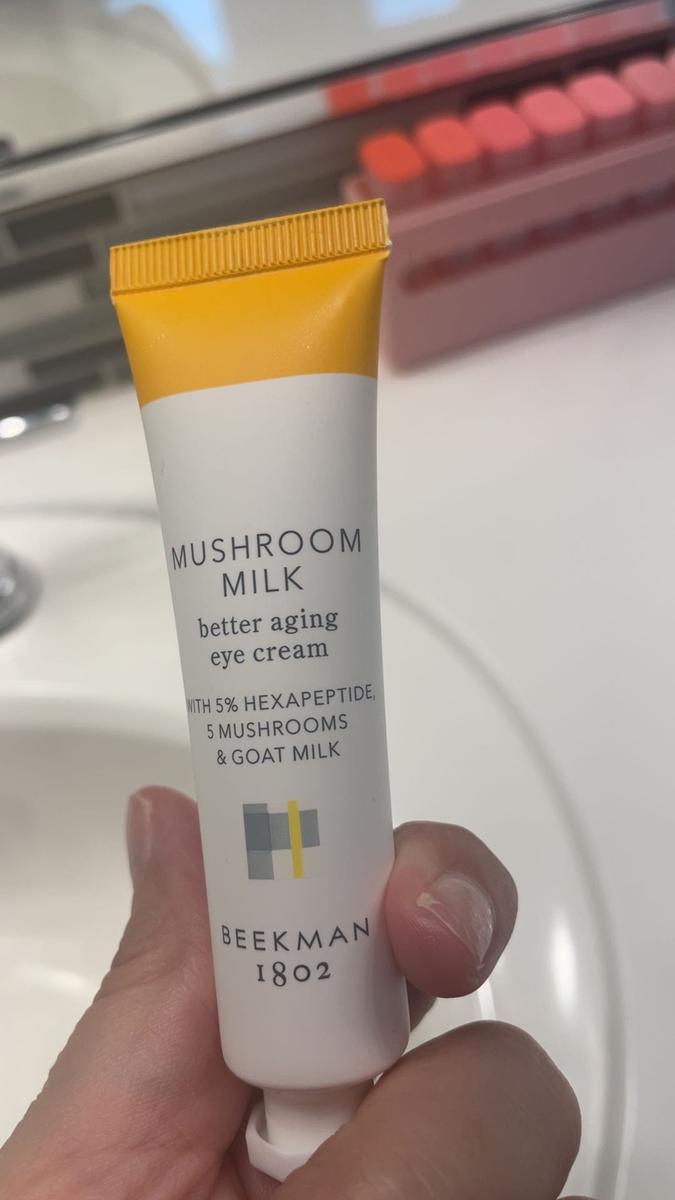 MUSHROOM
MILK
better aging
eye cream
WITH 5% HEXAPEPTIDE,
5 MUSHROOMS
& GOAT MILK
BEEKMAN
1802